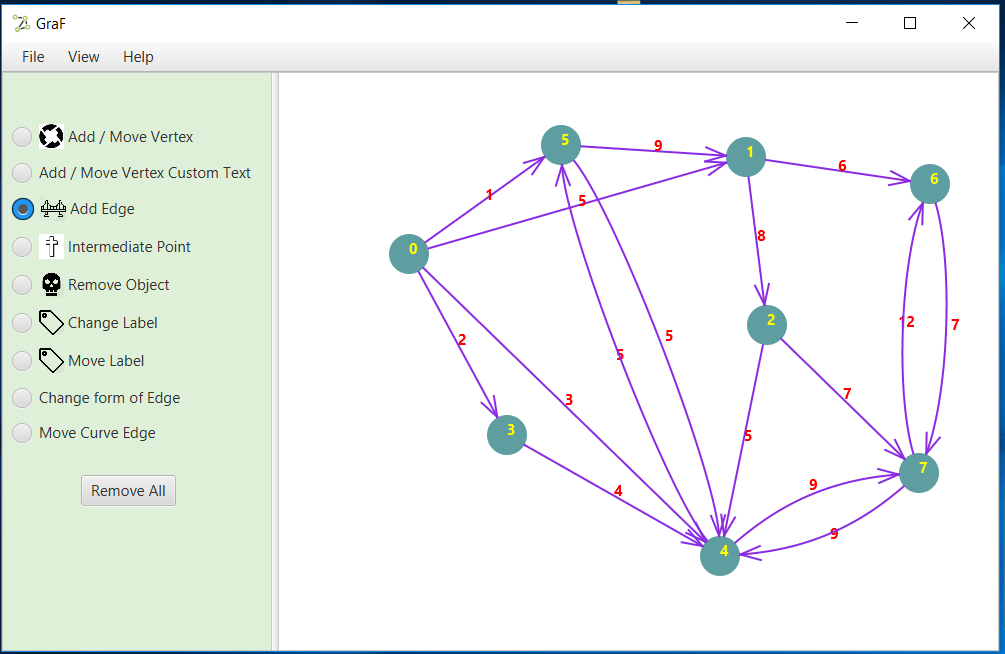 GraF
File View Help
Add / Move Vertex
Add / Move Vertex Custom Text
Add Edge
Intermediate Point
Remove Object
Change Label
Move Label
Change form of Edge
Move Curve Edge
Remove All
5
9
1
6
6
1
5
0
8
2
12
7
2
5
5
3
7
3
5
4
9
7
9
4